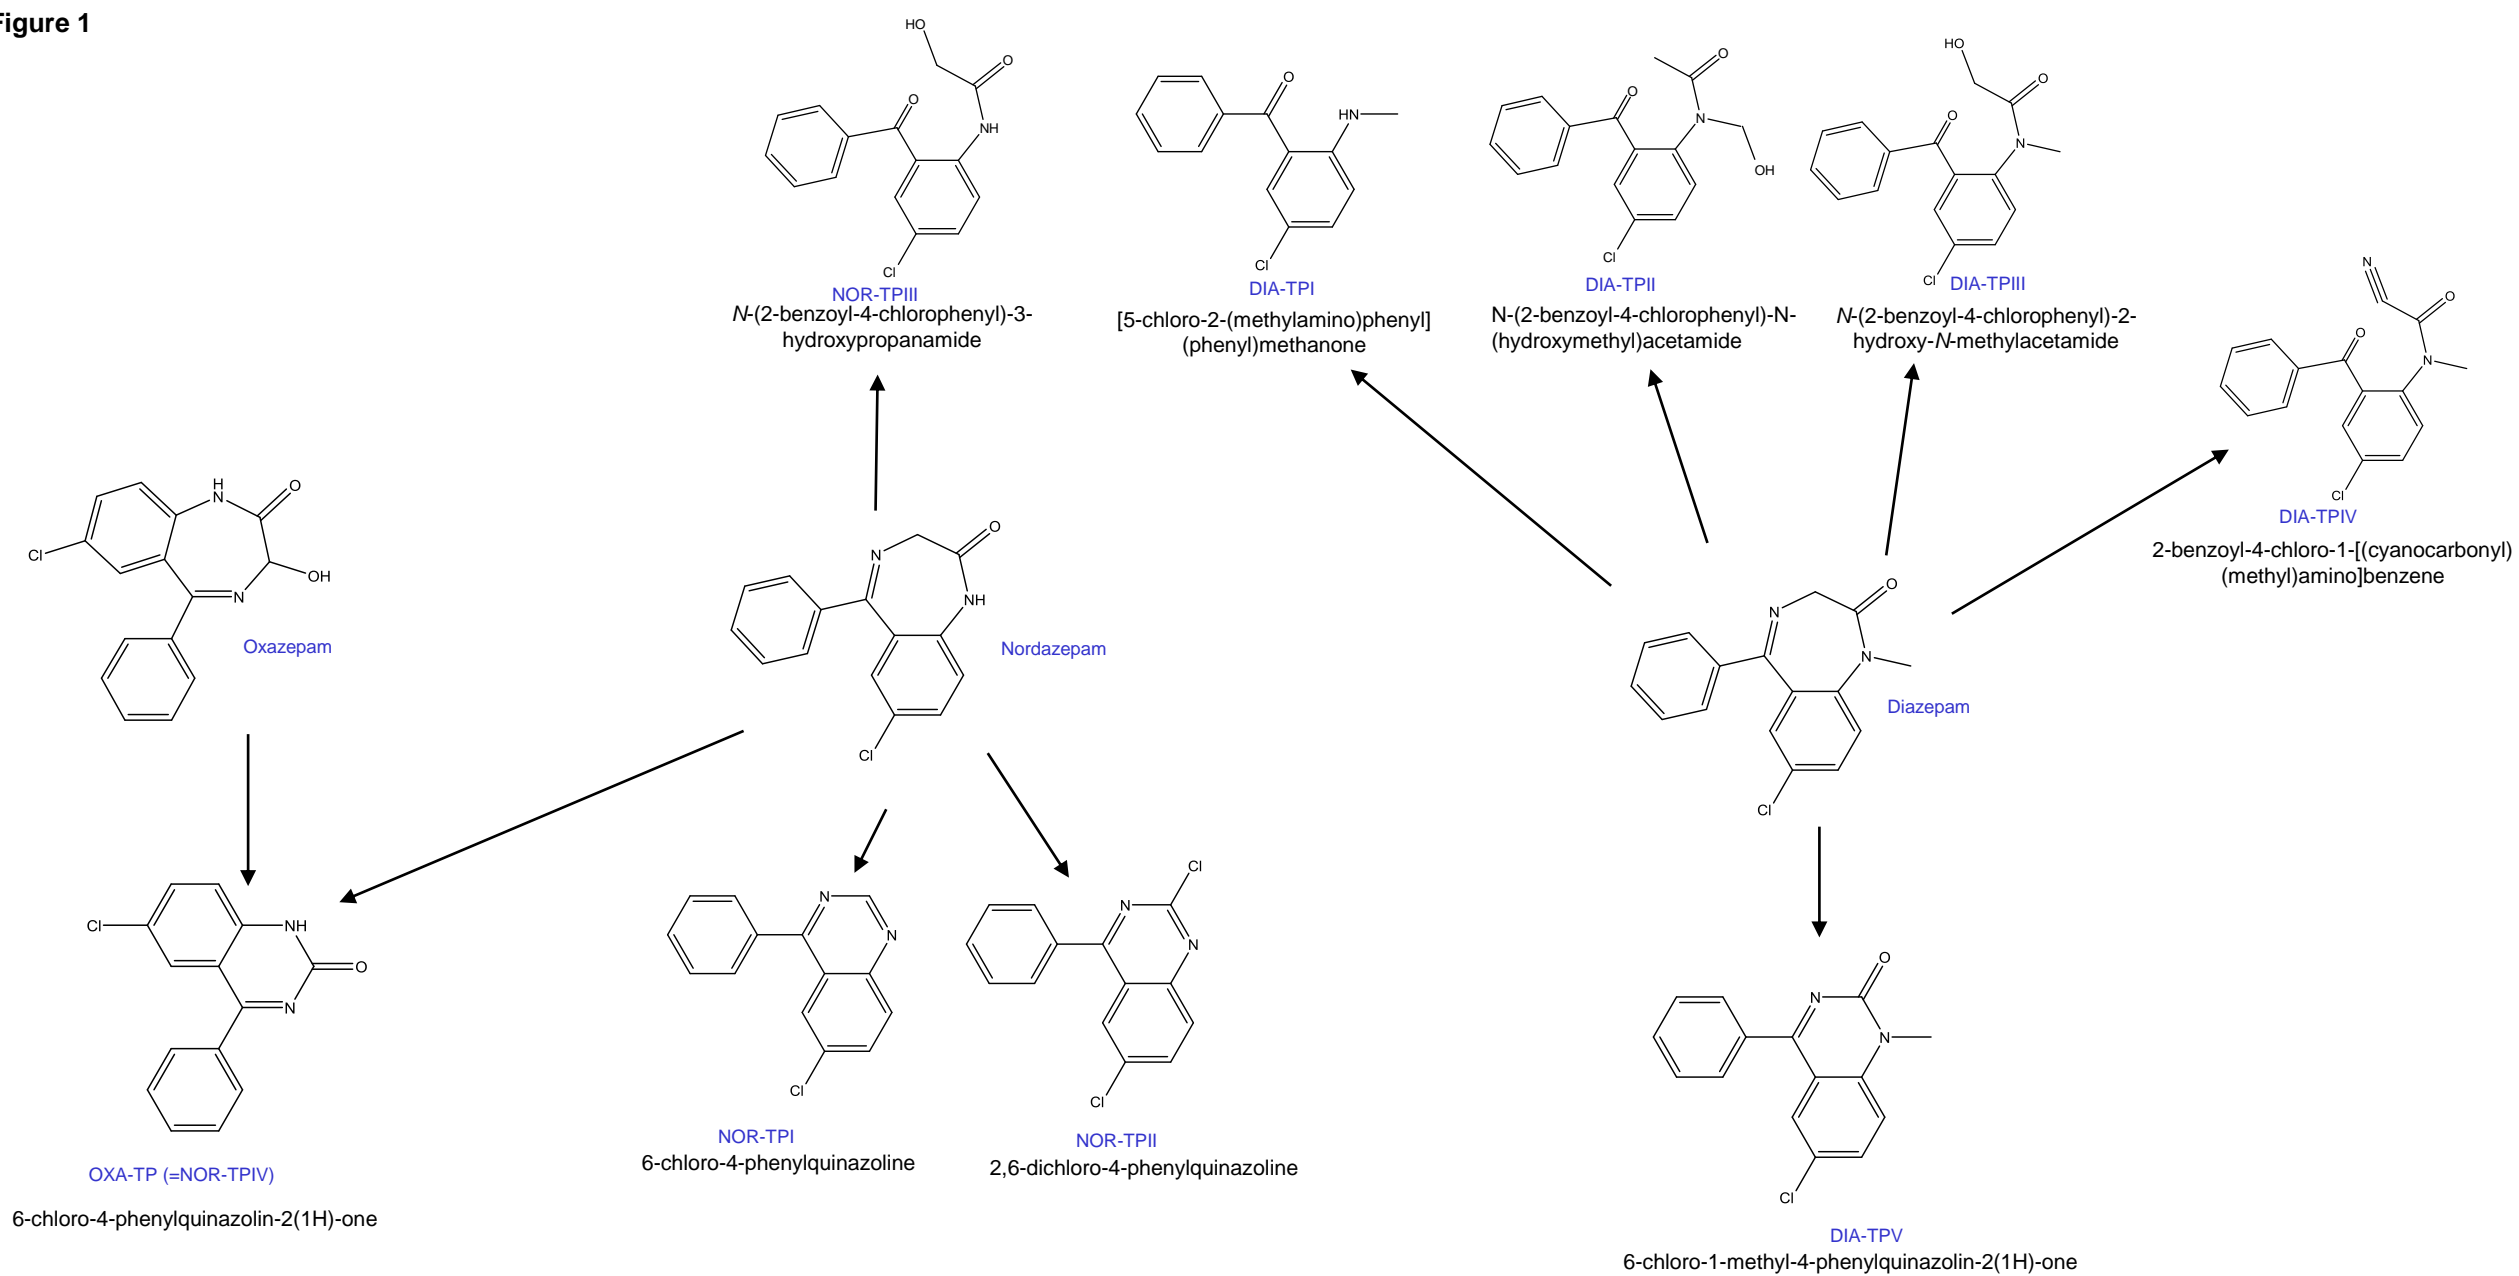 Figure 1
HO
O
O
NH
Cl
NOR-TPIII
N-(2-benzoyl-4-chlorophenyl)-3-
hydroxypropanamide
O
HN
Cl
DIA-TPI
[5-chloro-2-(methylamino)phenyl]
(phenyl)methanone
O
O
N
OH
Cl
DIA-TPII
N-(2-benzoyl-4-chlorophenyl)-N-
(hydroxymethyl)acetamide
HO
O
O
N
Cl
DIA-TPIII
N-(2-benzoyl-4-chlorophenyl)-2-
hydroxy-N-methylacetamide
N
O
O
N
Cl
DIA-TPIV
2-benzoyl-4-chloro-1-[(cyanocarbonyl)
(methyl)amino]benzene
H
N
O
Cl
OH
N
Oxazepam
N
O
NH
Cl
Nordazepam
O
N
N
Cl
Diazepam
Cl
NH
O
N
OXA-TP (=NOR-TPIV)
6-chloro-4-phenylquinazolin-2(1H)-one
N
N
Cl
NOR-TPI
6-chloro-4-phenylquinazoline
Cl
N
N
Cl
NOR-TPII
2,6-dichloro-4-phenylquinazoline
O
N
N
Cl
DIA-TPV
6-chloro-1-methyl-4-phenylquinazolin-2(1H)-one